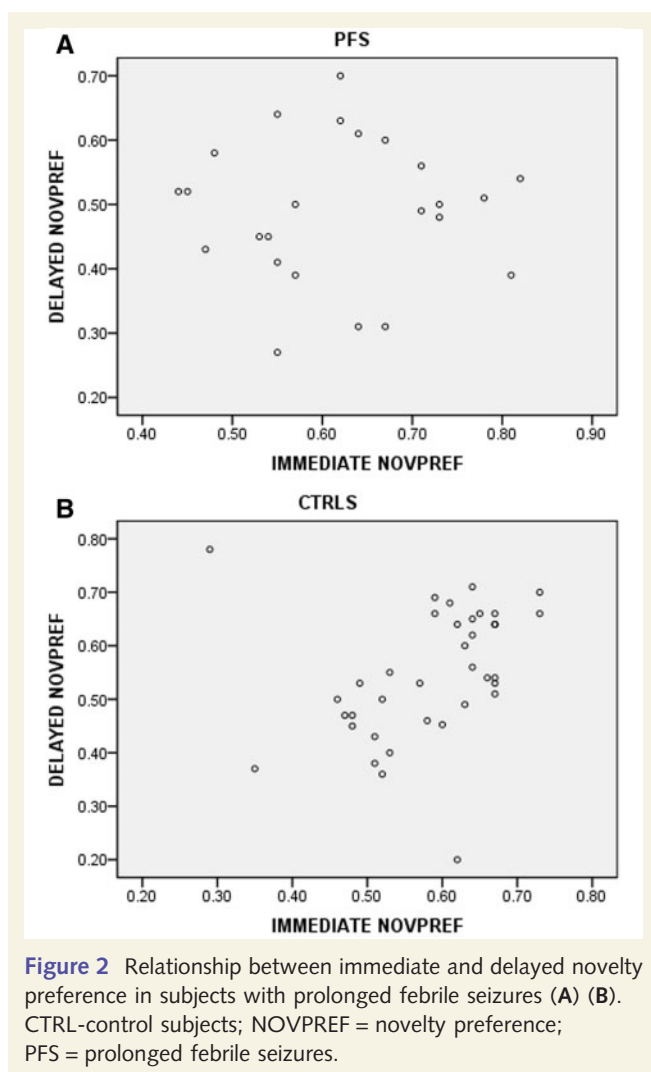 A
PFS
0.70
0.60
0.50
0.40
0.30
0.20
DELAYED NOVPREF
0.40 0.50 0.60 0.70 0.80 0.90
IMMEDIATE NOVPREF
B
CTRLS
0.80
0.70
0.60
0.50
0.40
0.30
0.20
DELAYED NOVPREF
0.20 0.30 0.40 0.50 0.60 0.70 0.80
IMMEDIATE NOVPREF
Figure 2 Relationship between immediate and delayed novelty
preference in subjects with prolonged febrile seizures (A) (B).
CTRL-control subjects; NOVPREF = novelty preference;
PFS = prolonged febrile seizures.